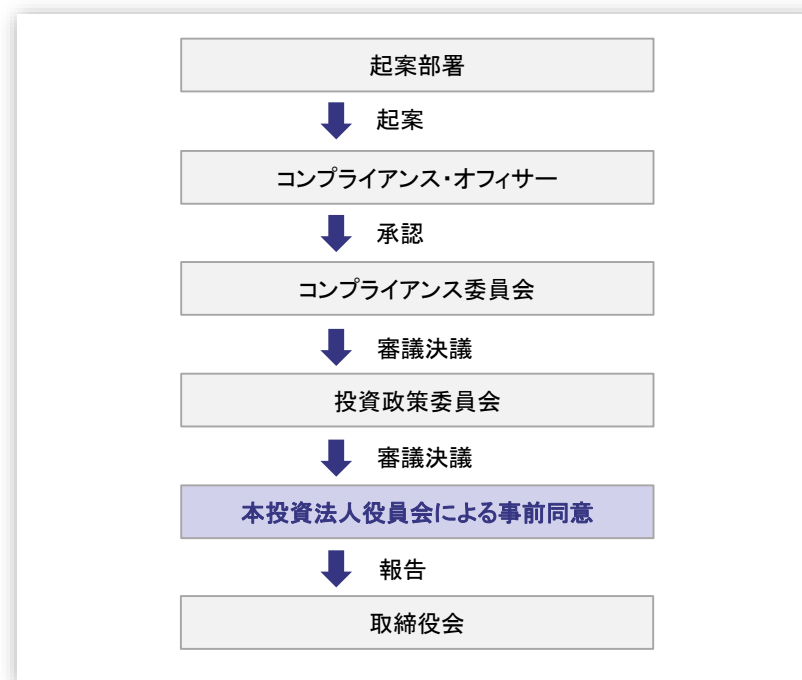 起案部署
起案
コンプライアンス・オフィサー
承認
コンプライアンス委員会
審議決議
投資政策委員会
審議決議
本投資法人役員会による事前同意
報告
取締役会